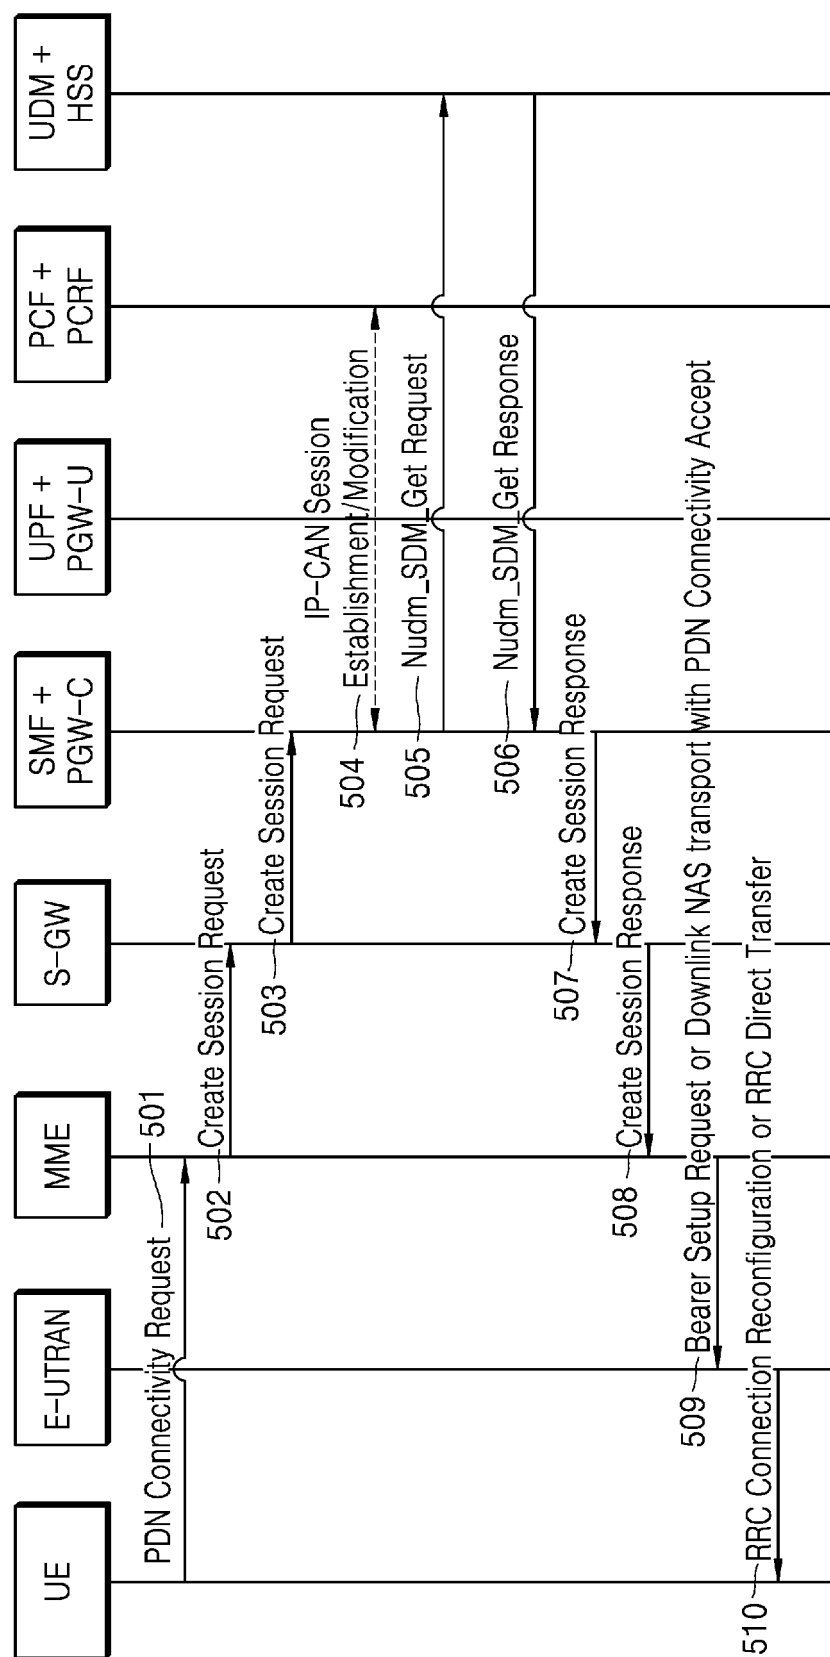 UE
E-UTRAN
MME
S-GW
SMF +
PGW-C
UPF +
PGW-U
PCF +
PCRF
UDM +
HSS
PDN Connectivity Request
501
502
Create Session Request
503
Create Session Request
504
IP-CAN Session
Establishment/Modification
505
Nudm_SDM_Get Request
506
Nudm_SDM_Get Response
507
Create Session Response
508
Create Session Response
509
Bearer Setup Request or Downlink NAS transport with PDN Connectivity Accept
510
RRC Connection Reconfiguration or RRC Direct Transfer